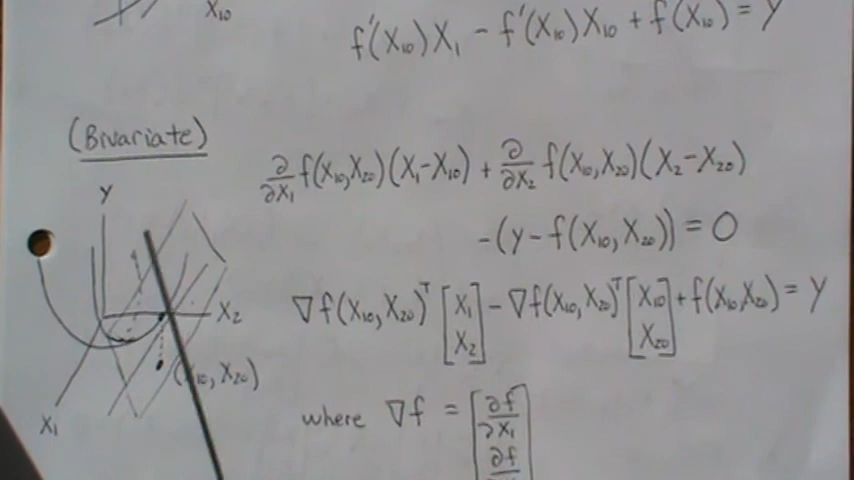 X₁₀
f'(X₁₀)X₁ - f'(X₁₀)X₁₀ + f(X₁₀) = Y
(Bivariate)
∂/∂X₁ f(X₁₀,X₂₀)(X₁-X₁₀) + ∂/∂X₂ f(X₁₀,X₂₀)(X₂-X₂₀)
-(y-f(X₁₀,X₂₀)) = 0
Y
X₂
X₁
(X₁₀,X₂₀)
∇f(X₁₀,X₂₀)ᵀ [X₁ X₂] - ∇f(X₁₀,X₂₀)ᵀ [X₁₀ X₂₀] + f(X₁₀,X₂₀) = Y
where ∇f = [∂f/∂X₁ ∂f